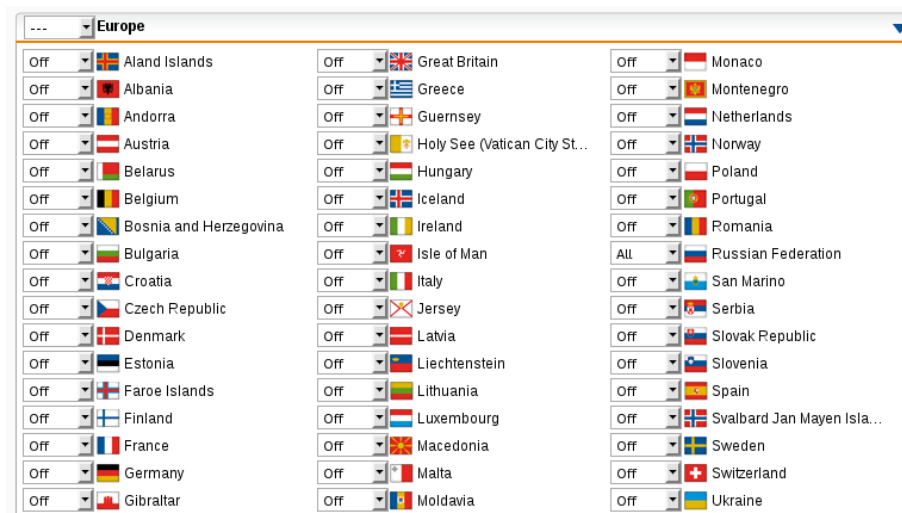 --- Europe
Off Aland Islands Off Great Britain Off Monaco
Off Albania Off Greece Off Montenegro
Off Andorra Off Guernsey Off Netherlands
Off Austria Off Holy See (Vatican City St... Off Norway
Off Belarus Off Hungary Off Poland
Off Belgium Off Iceland Off Portugal
Off Bosnia and Herzegovina Off Ireland Off Romania
Off Bulgaria Off Isle of Man All Russian Federation
Off Croatia Off Italy Off San Marino
Off Czech Republic Off Jersey Off Serbia
Off Denmark Off Latvia Off Slovak Republic
Off Estonia Off Liechtenstein Off Slovenia
Off Faroe Islands Off Lithuania Off Spain
Off Finland Off Luxembourg Off Svalbard Jan Mayen Isla...
Off France Off Macedonia Off Sweden
Off Germany Off Malta Off Switzerland
Off Gibraltar Off Moldavia Off Ukraine